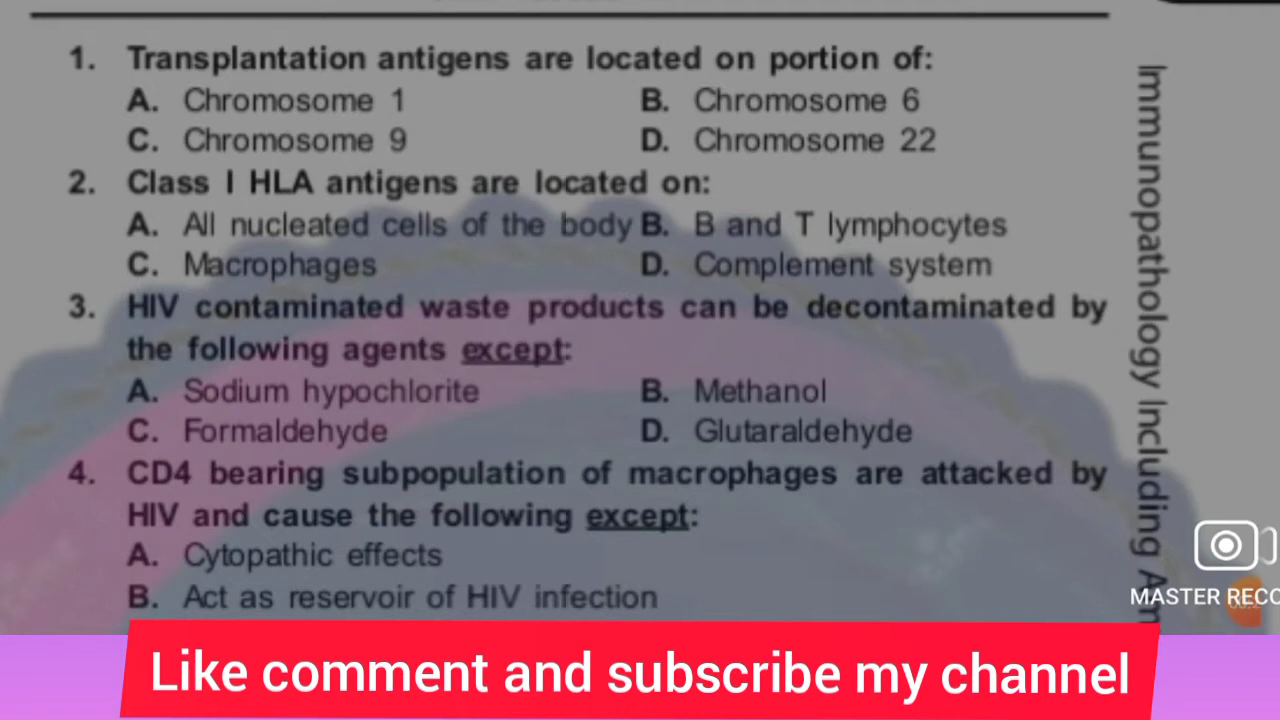 1. Transplantation antigens are located on portion of:
A. Chromosome 1 B. Chromosome 6
C. Chromosome 9 D. Chromosome 22
2. Class I HLA antigens are located on:
A. All nucleated cells of the body B. B and T lymphocytes
C. Macrophages D. Complement system
3. HIV contaminated waste products can be decontaminated by
the following agents except:
A. Sodium hypochlorite B. Methanol
C. Formaldehyde D. Glutaraldehyde
4. CD4 bearing subpopulation of macrophages are attacked by
HIV and cause the following except:
A. Cytopathic effects
B. Act as reservoir of HIV infection
Immunopathology Including
MASTER
Like comment and subscribe my channel